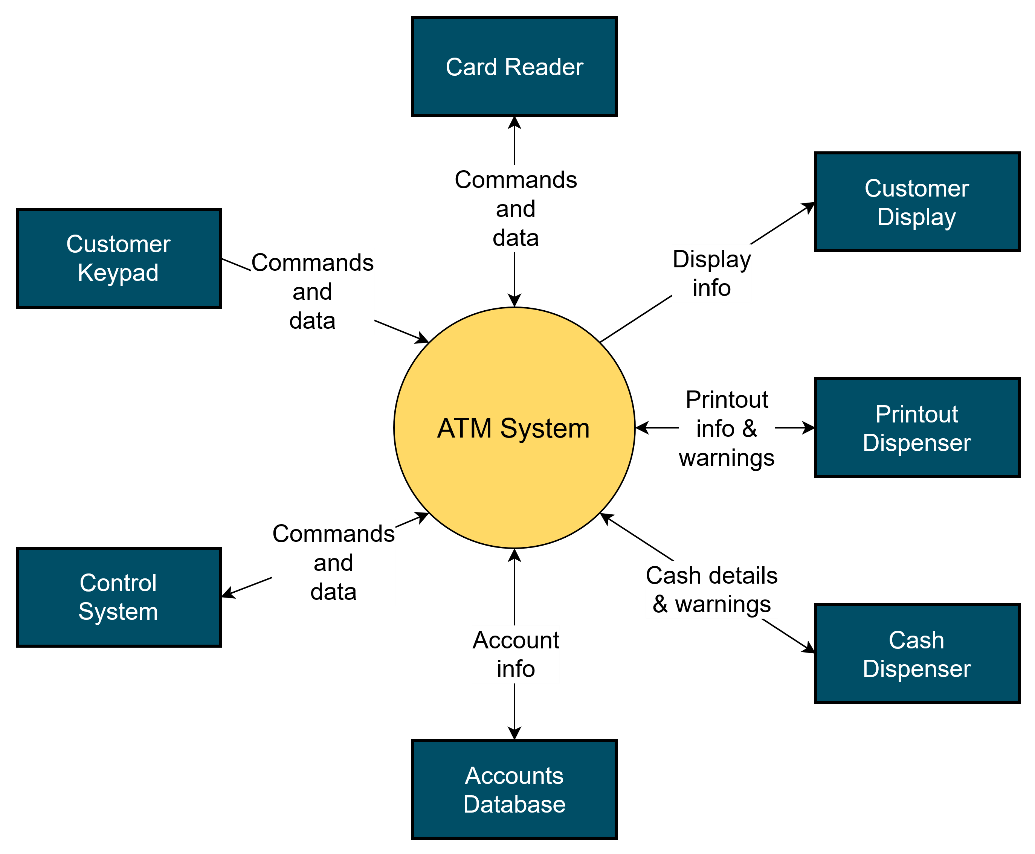 Card Reader
Commands
and
data
Customer
Display
Customer
Keypad
Commands
and
data
Display
info
ATM System
Printout
info &
warnings
Printout
Dispenser
Commands
and
data
Control
System
Cash details
& warnings
Cash
Dispenser
Account
info
Accounts
Database